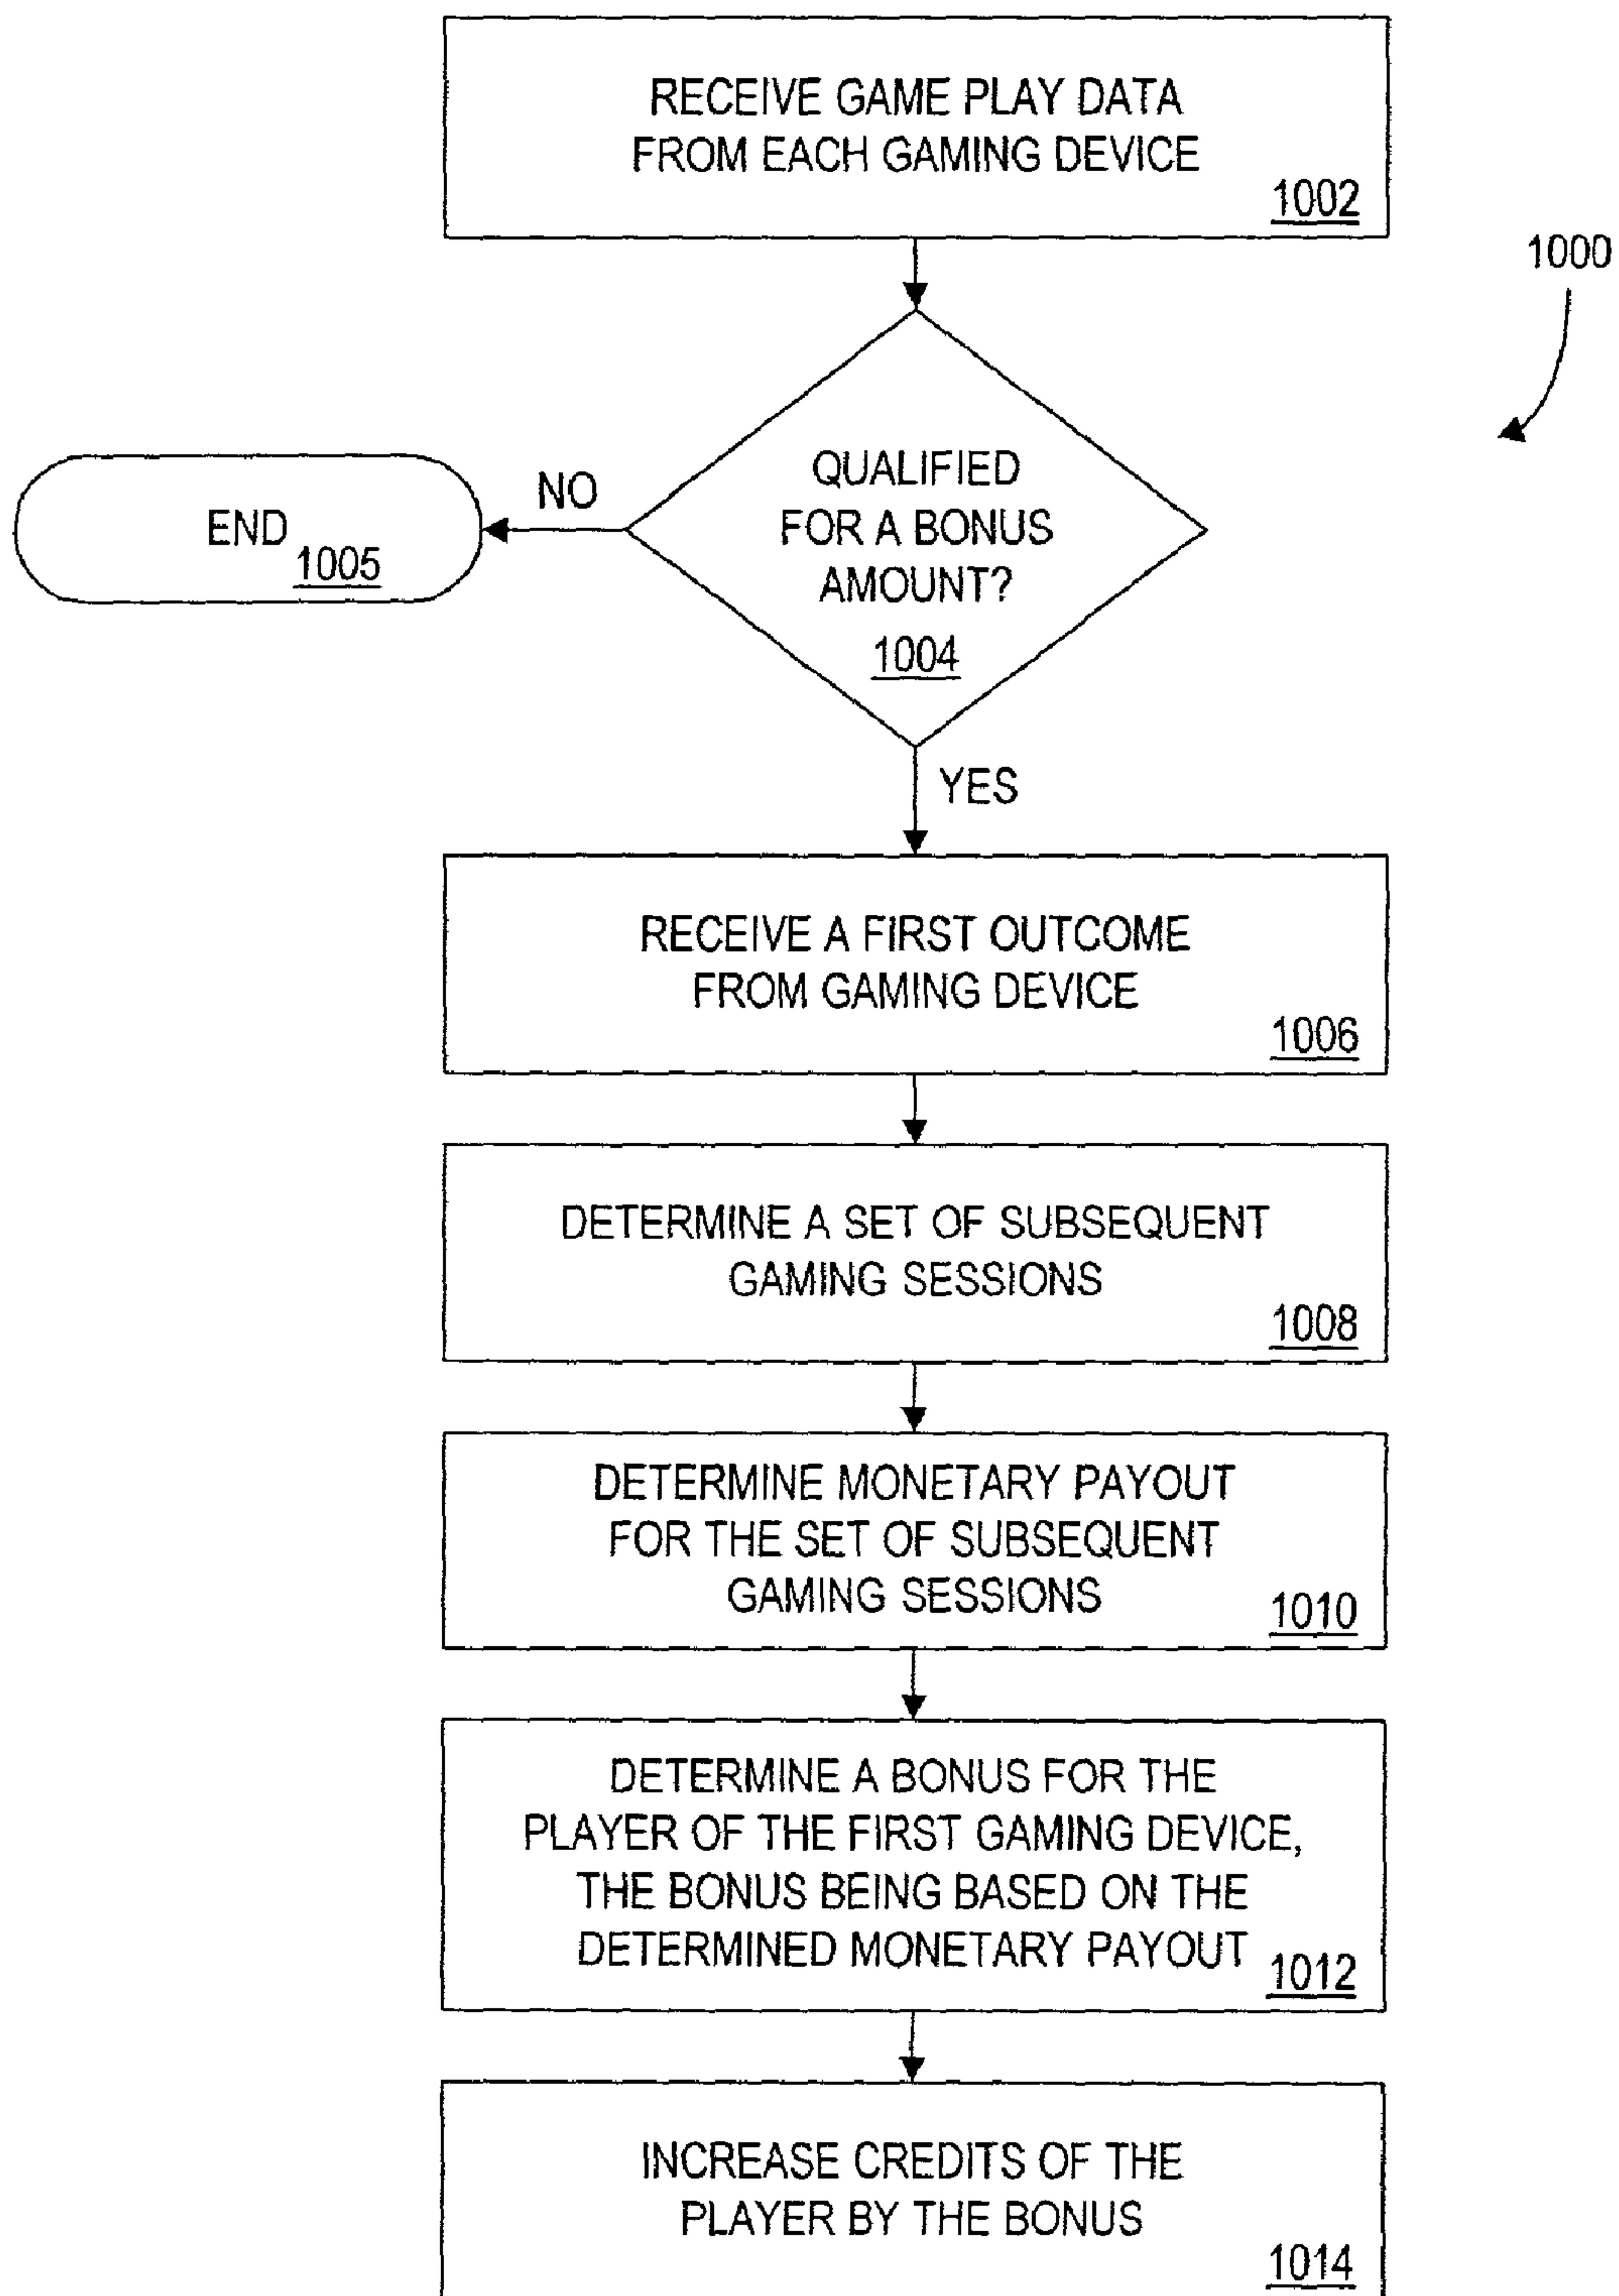 RECEIVE GAME PLAY DATA
FROM EACH GAMING DEVICE
1002
1000
QUALIFIED
FOR A BONUS
AMOUNT?
1004
NO
END
1005
YES
RECEIVE A FIRST OUTCOME
FROM GAMING DEVICE
1006
DETERMINE A SET OF SUBSEQUENT
GAMING SESSIONS
1008
DETERMINE MONETARY PAYOUT
FOR THE SET OF SUBSEQUENT
GAMING SESSIONS
1010
DETERMINE A BONUS FOR THE
PLAYER OF THE FIRST GAMING DEVICE,
THE BONUS BEING BASED ON THE
DETERMINED MONETARY PAYOUT
1012
INCREASE CREDITS OF THE
PLAYER BY THE BONUS
1014